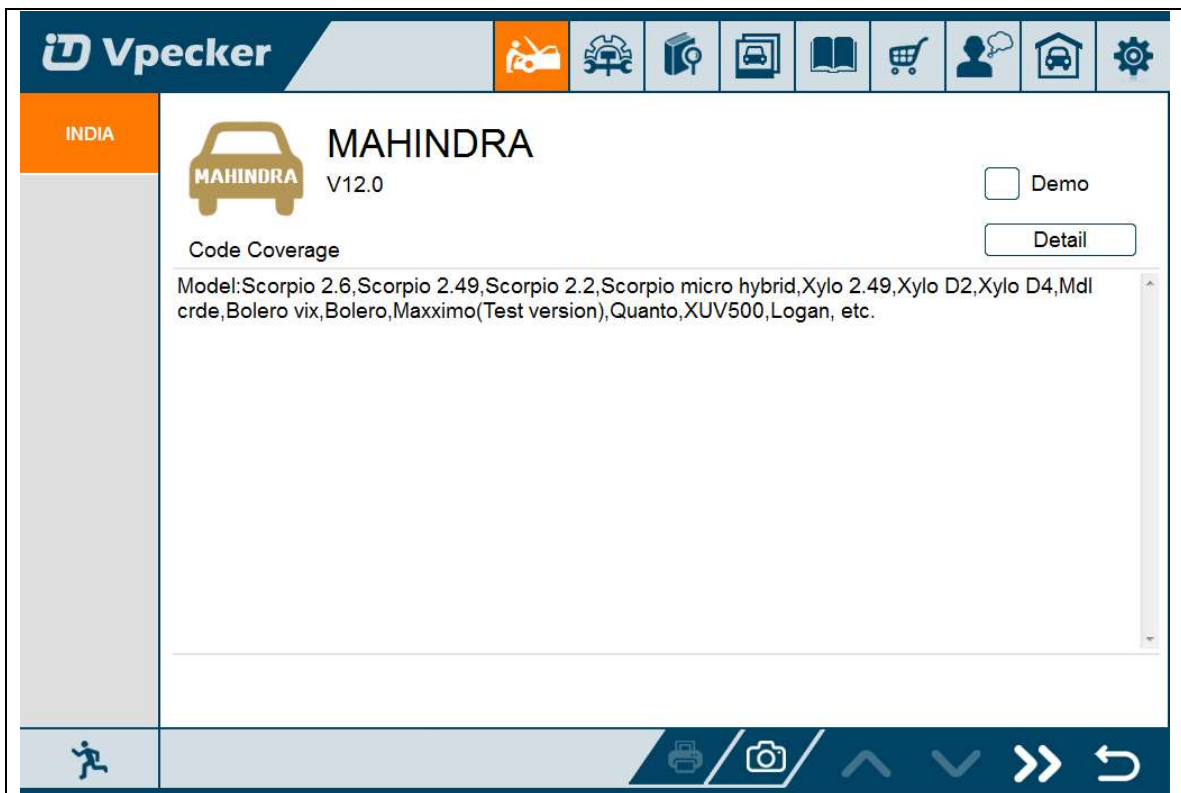 Vpecker
INDIA
MAHINDRA
MAHINDRA
V12.0
Demo
Code Coverage
Detail
Model:Scorpio 2.6,Scorpio 2.49,Scorpio 2.2,Scorpio micro hybrid,Xylo 2.49,Xylo D2,Xylo D4,Mdl
crde,Bolero vix,Bolero,Maxximo(Test version),Quanto,XUV500,Logan, etc.